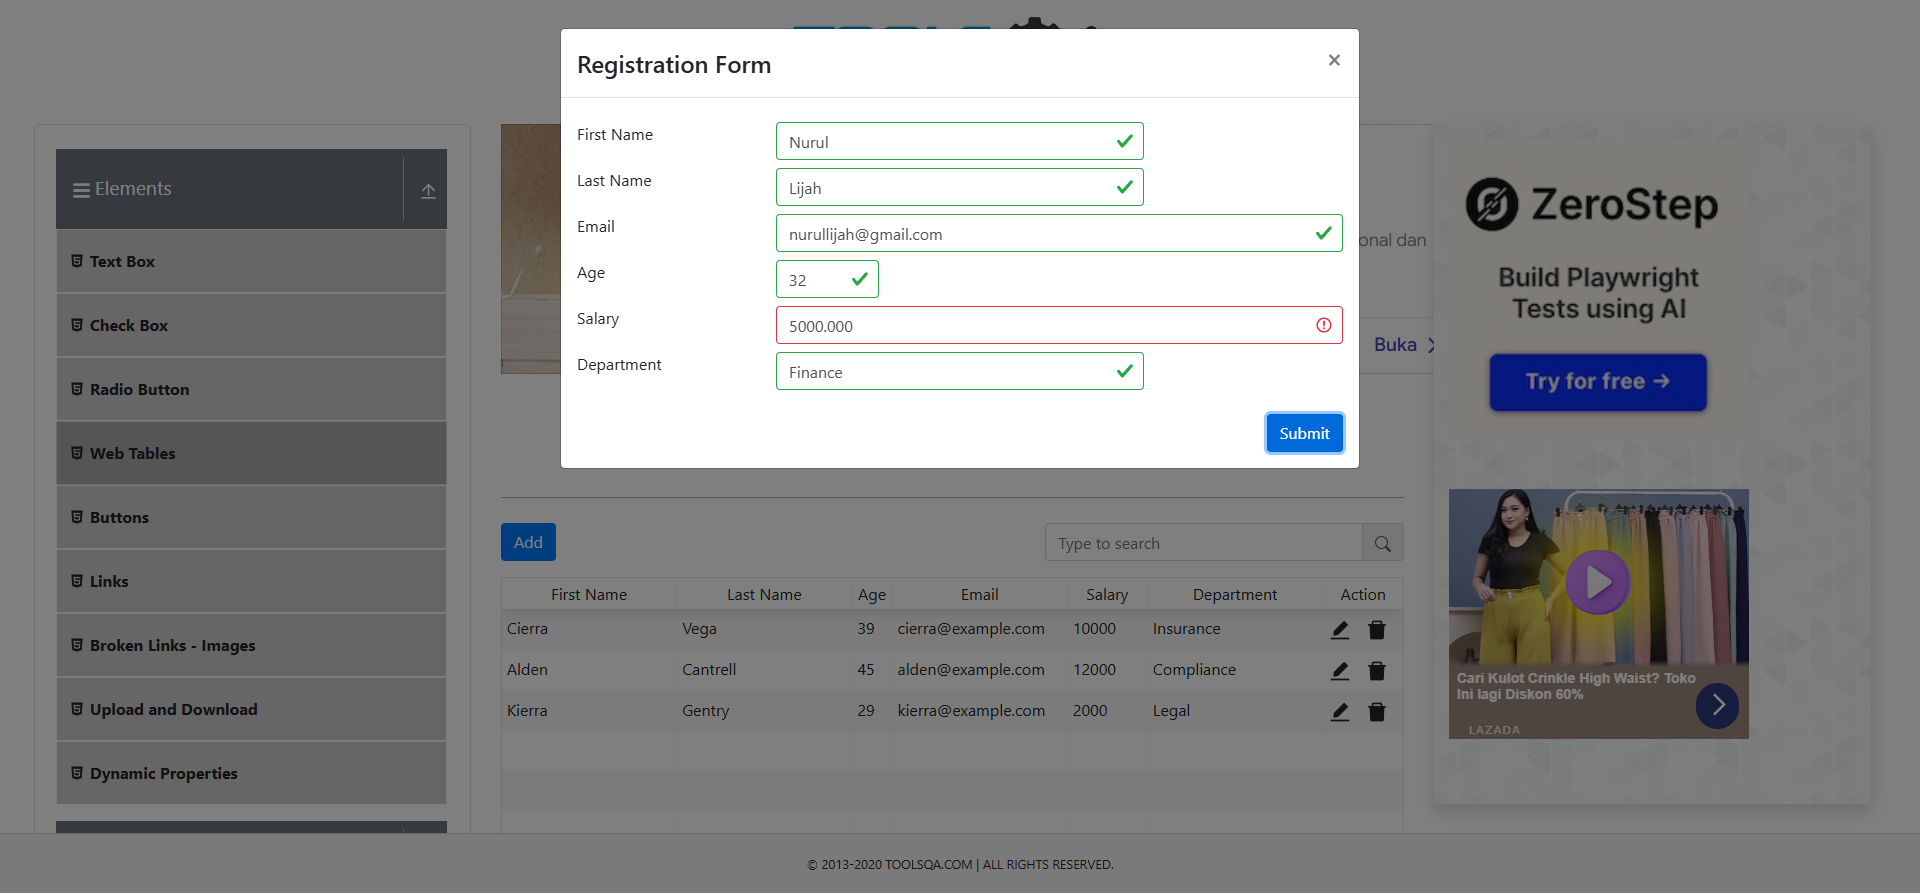 Registration Form
×
First Name
Nurul
Last Name
Lijah
Email
nurullijah@gmail.com
Age
32
Salary
5000.000
Department
Finance
Submit
Elements
Text Box
Check Box
Radio Button
Web Tables
Buttons
Links
Broken Links - Images
Upload and Download
Dynamic Properties
onal dan
Buka
Add
Type to search
First Name Last Name Age Email Salary Department Action
Cierra Vega 39 cierra@example.com 10000 Insurance
Alden Cantrell 45 alden@example.com 12000 Compliance
Kierra Gentry 29 kierra@example.com 2000 Legal
ZeroStep
Build Playwright
Tests using AI
Try for free →
Cari Kulot Crinkle High Waist? Toko
Ini lagi Diskon 60%
LAZADA
© 2013-2020 TOOLSQA.COM | ALL RIGHTS RESERVED.